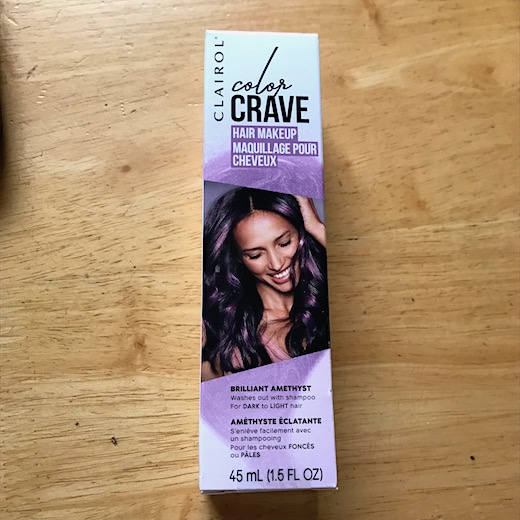 CLAIROL®
color
CRAVE
HAIR MAKEUP
MAQUILLAGE POUR
CHEVEUX
BRILLIANT AMETHYST
Washes out with shampoo
For DARK to LIGHT hair
AMÉTHYSTE ÉCLATANTE
S'enlève facilement avec
un shampooing
Pour les cheveux FONCÉS
ou PÂLES
45 mL (1.5 FL OZ)